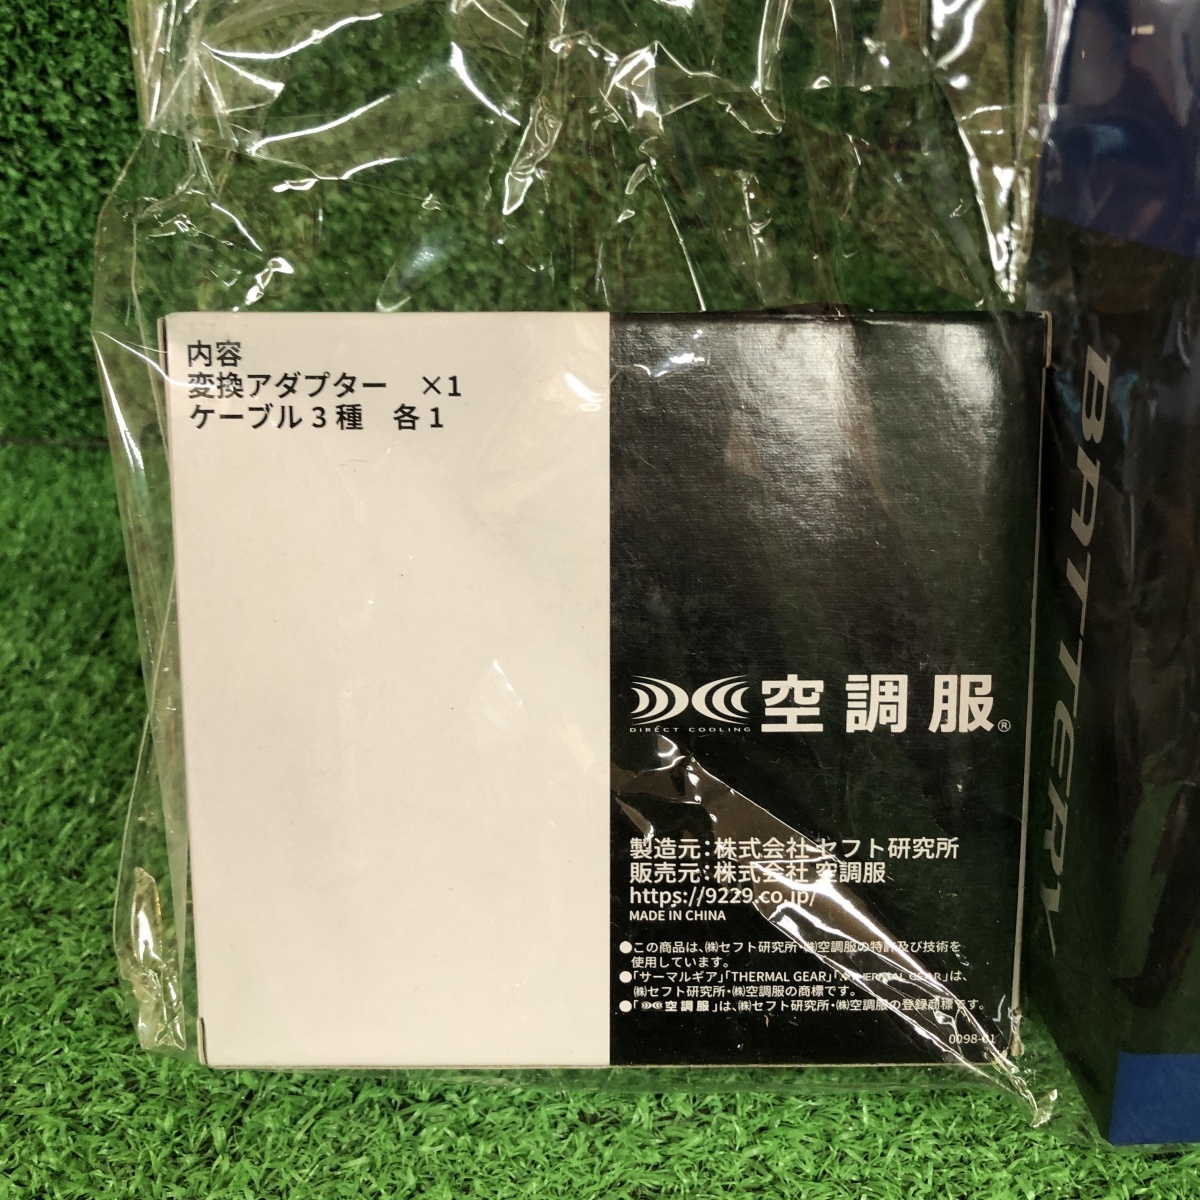 内容
変換アダプター　×1
ケーブル3種　各1
DIRECT COOLING
空調服®
製造元:株式会社セフト研究所
販売元:株式会社 空調服
https://9229.co.jp/
MADE IN CHINA
●この商品は、㈱セフト研究所・㈱空調服の特許及び技術を
使用しています。
●「サーマルギア」「THERMAL GEAR」「THERMAL GEAR」は、
㈱セフト研究所・㈱空調服の商標です。
●「空調服」は、㈱セフト研究所・㈱空調服の登録商標です。
0098-01
BATTERY